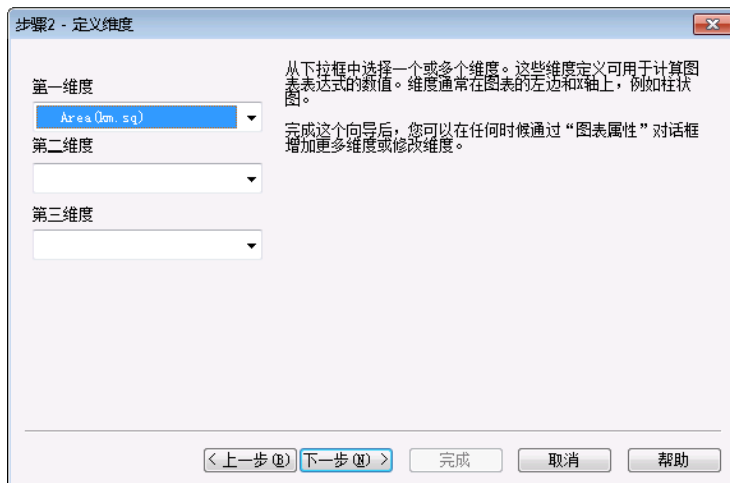 步骤2 - 定义维度
第一维度
Area(km.sq)
第二维度
第三维度
从下拉框中选择一个或多个维度。这些维度定义可用于计算图
表表达式的数值。维度通常在图表的左边和X轴上，例如柱状
图。
完成这个向导后，您可以在任何时候通过“图表属性”对话框
增加更多维度或修改维度。
< 上一步(B)
下一步(N) >
完成
取消
帮助